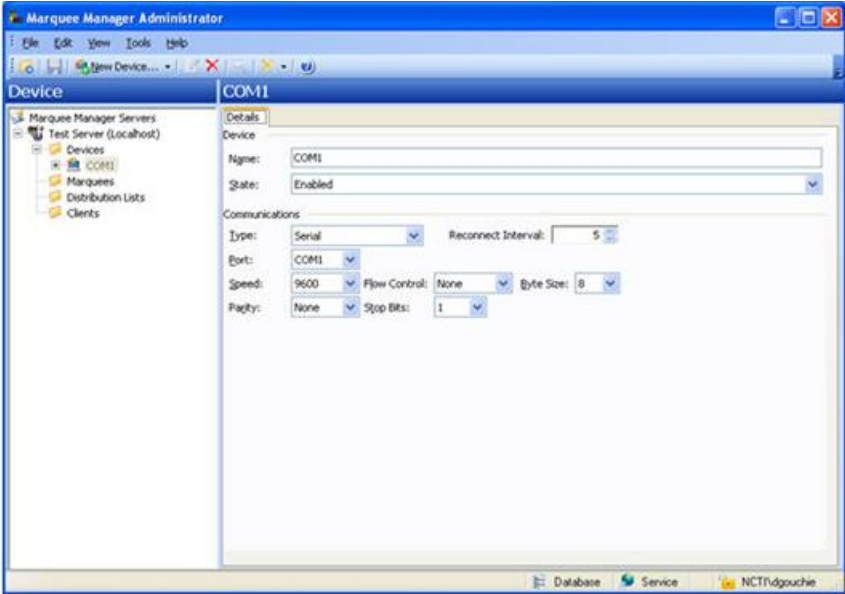 Marquee Manager Administrator
File Edit View Tools Help
New Device...
Device
COM1
Marquee Manager Servers
Test Server (Localhost)
Devices
COM1
Marquees
Distribution Lists
Clients
Details
Device
Name: COM1
State: Enabled
Communications
Type: Serial Reconnect Interval: 5
Port: COM1
Speed: 9600 Flow Control: None Byte Size: 8
Parity: None Stop Bits: 1
Database Service NCTI\dgouchie